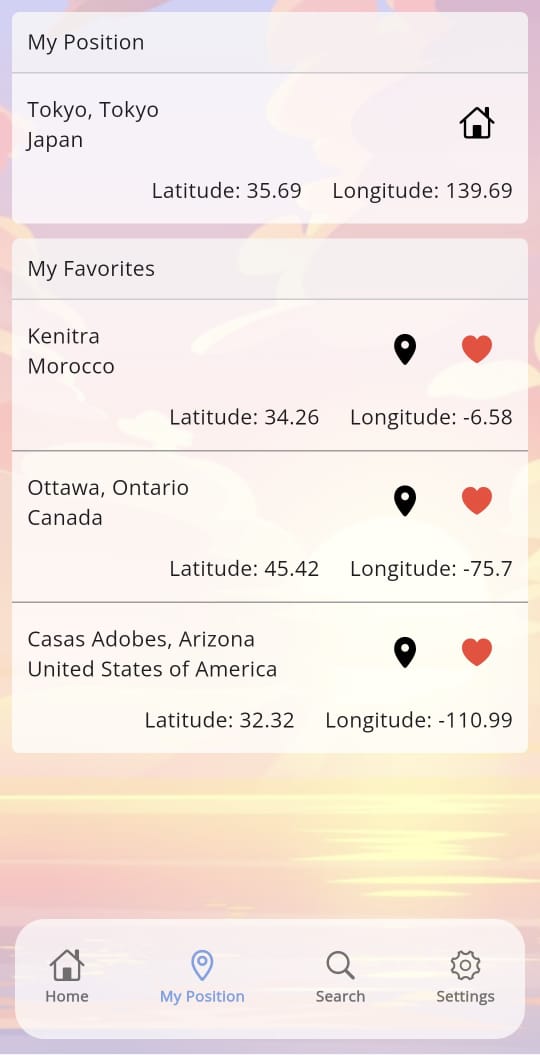 My Position
Tokyo, Tokyo
Japan
Latitude: 35.69 Longitude: 139.69
My Favorites
Kenitra
Morocco
Latitude: 34.26 Longitude: -6.58
Ottawa, Ontario
Canada
Latitude: 45.42 Longitude: -75.7
Casas Adobes, Arizona
United States of America
Latitude: 32.32 Longitude: -110.99
Home My Position Search Settings